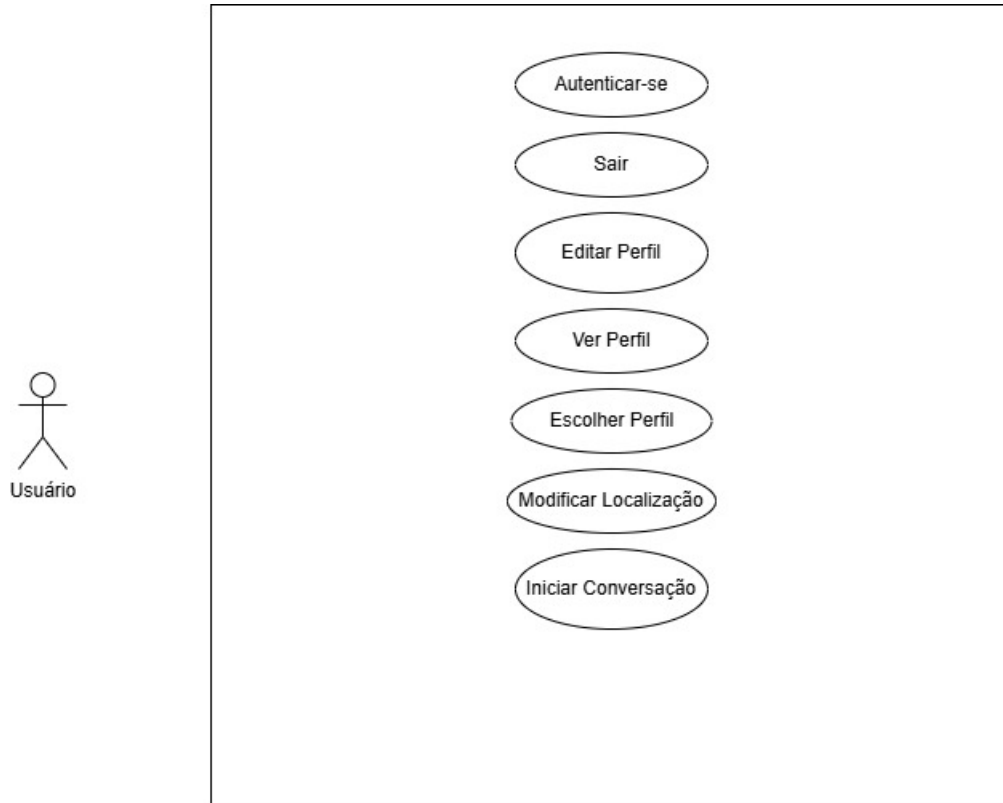 Autenticar-se
Sair
Editar Perfil
Ver Perfil
Escolher Perfil
Usuário
Modificar Localização
Iniciar Conversação